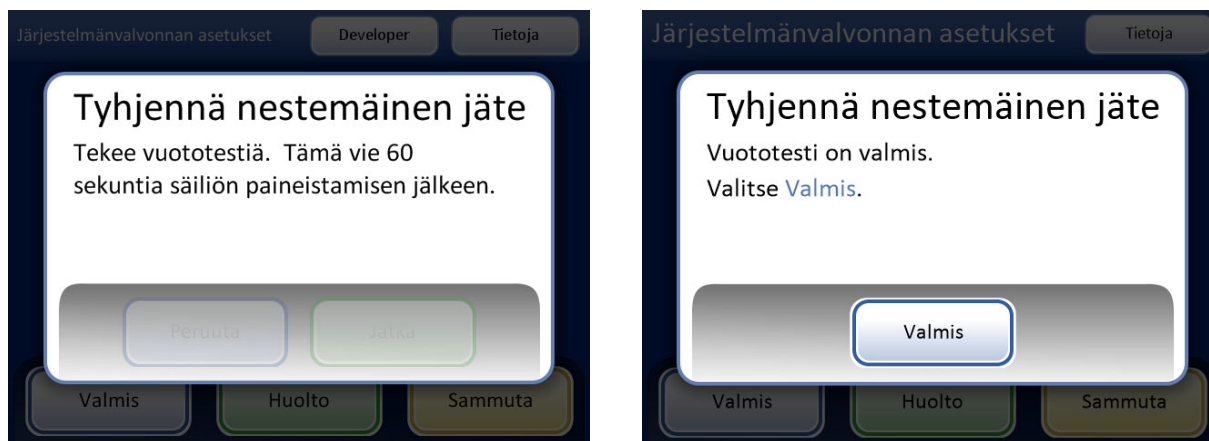 Järjestelmänvalvonnan asetukset
Developer
Tietoja
Tyhjennä nestemäinen jäte
Tekee vuototestiä. Tämä vie 60
sekuntia säiliön paineistamisen jälkeen.
Peruuta
Jatka
Valmis
Huolto
Sammuta
Järjestelmänvalvonnan asetukset
Tietoja
Tyhjennä nestemäinen jäte
Vuototesti on valmis.
Valitse Valmis.
Valmis
Valmis
Huolto
Sammuta